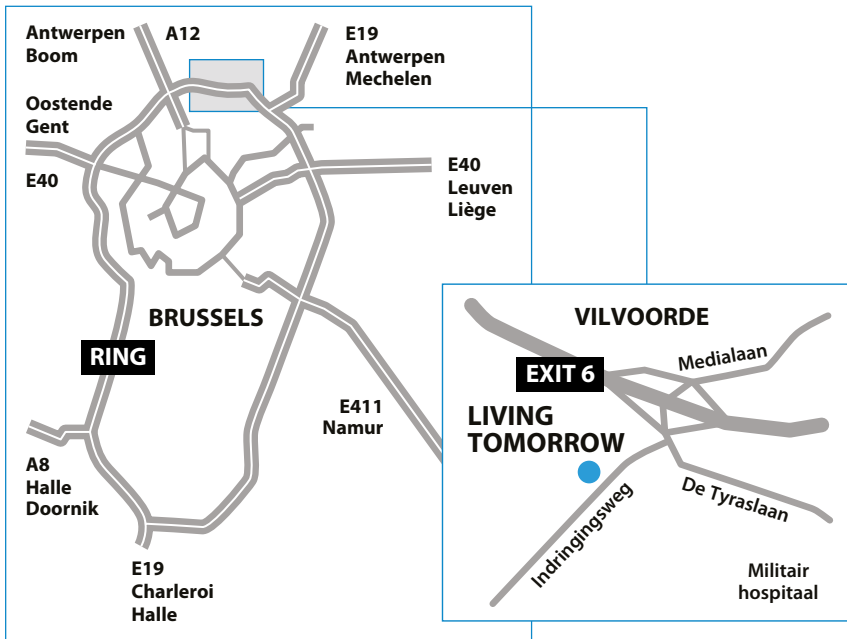 Antwerpen
Boom
A12
E19
Antwerpen
Mechelen
Oostende
Gent
E40
E40
Leuven
Liège
BRUSSELS
RING
E411
Namur
A8
Halle
Doornik
E19
Charleroi
Halle
VILVOORDE
Medialaan
EXIT 6
LIVING
TOMORROW
De Tyraslaan
Indringingsweg
Militair
hospitaal